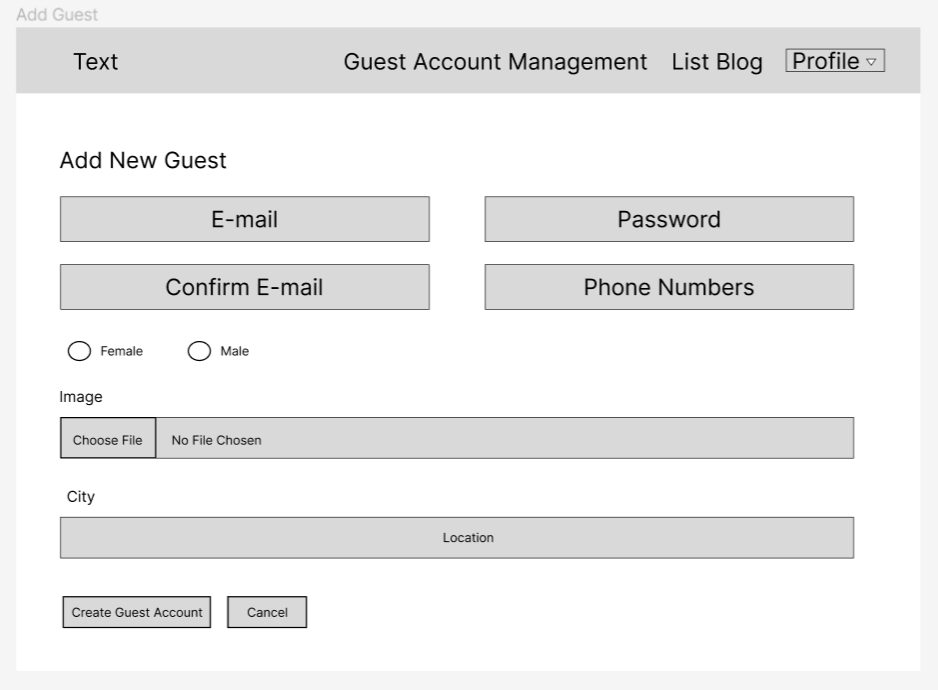 Add Guest
Text Guest Account Management List Blog Profile
Add New Guest
E-mail Password
Confirm E-mail Phone Numbers
Female Male
Image
Choose File No File Chosen
City
Location
Create Guest Account Cancel